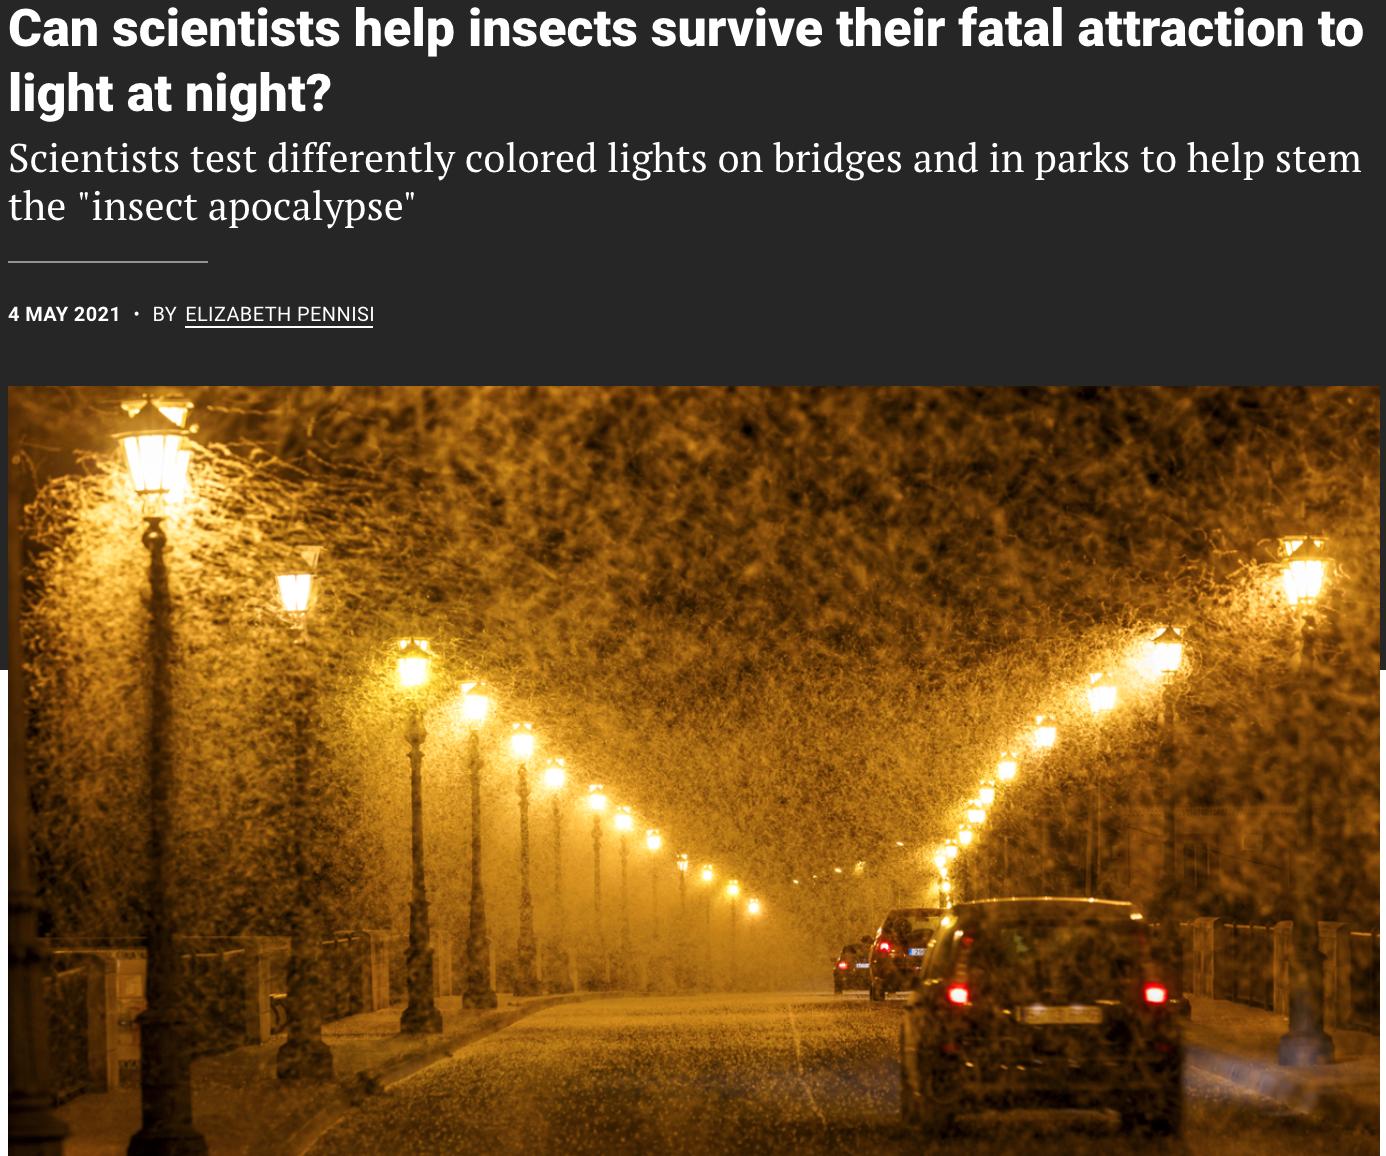 Can scientists help insects survive their fatal attraction to
light at night?
Scientists test differently colored lights on bridges and in parks to help stem
the "insect apocalypse"
4 MAY 2021 • BY ELIZABETH PENNISI